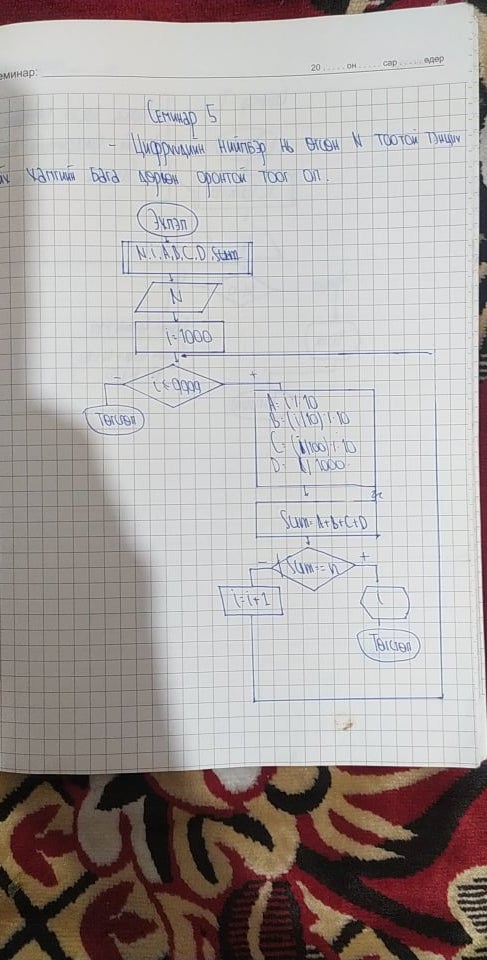 еминар:
20 ..... он ..... сар ..... өдөр
Семинар 5
- Цифрүүдийн нийлбэр нь өгсөн N тоотой тэнцүү
хамгийн бага дөрвөн оронтой тоог ол.
Эхлэл
N, i, A, B, C, D, Sum
N
i=1000
i<=9999
-
+
A= i%10
B= (i/10)%10
C= (i/100)%10
D= i/1000
Sum=A+B+C+D
Sum==n
-
+
i=i+1
i
Төгсгөл
Төгсгөл